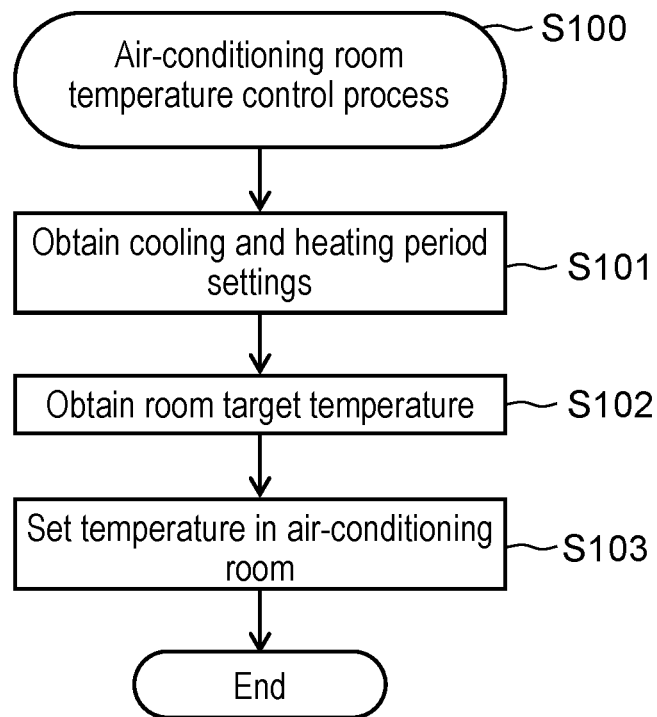 S100
Air-conditioning room
temperature control process
Obtain cooling and heating period
settings
S101
Obtain room target temperature
S102
Set temperature in air-conditioning
room
S103
End